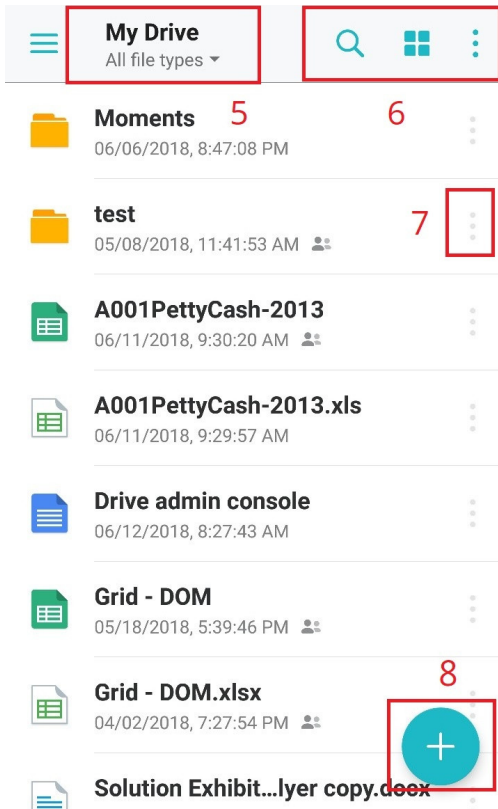 My Drive
All file types
5
6
Moments
06/06/2018, 8:47:08 PM
7
test
05/08/2018, 11:41:53 AM
A001PettyCash-2013
06/11/2018, 9:30:20 AM
A001PettyCash-2013.xls
06/11/2018, 9:29:57 AM
Drive admin console
06/12/2018, 8:27:43 AM
Grid - DOM
05/18/2018, 5:39:46 PM
8
Grid - DOM.xlsx
04/02/2018, 7:27:54 PM
Solution Exhibit...lyer copy.docx